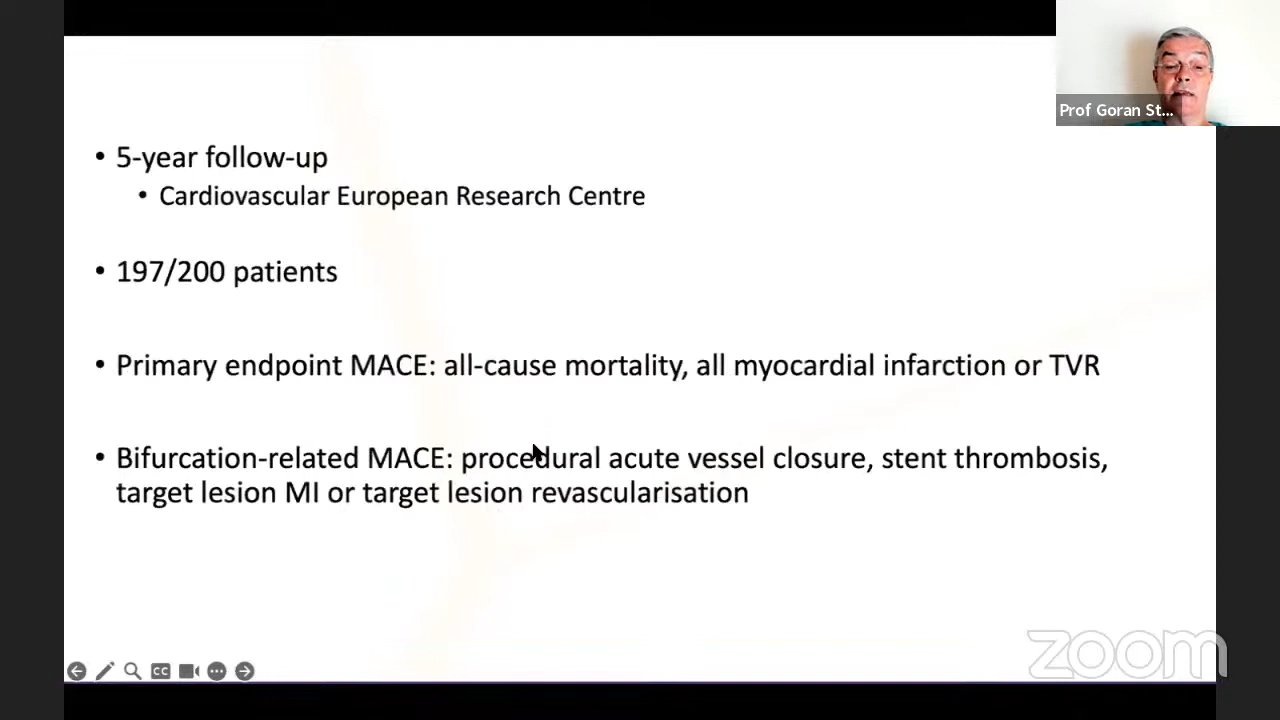 Prof Goran St...
• 5-year follow-up
• Cardiovascular European Research Centre
• 197/200 patients
• Primary endpoint MACE: all-cause mortality, all myocardial infarction or TVR
• Bifurcation-related MACE: procedural acute vessel closure, stent thrombosis,
target lesion MI or target lesion revascularisation
CC
zoom